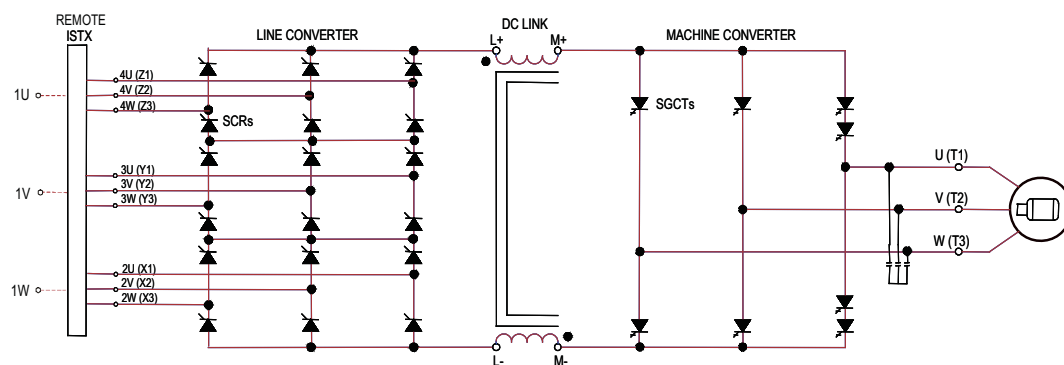 REMOTE
ISTX
LINE CONVERTER
DC LINK
MACHINE CONVERTER
L+
M+
4U (Z1)
4V (Z2)
4W (Z3)
1U
SCRs
SGCTs
U (T1)
3U (Y1)
3V (Y2)
3W (Y3)
1V
V (T2)
W (T3)
2U (X1)
2V (X2)
2W (X3)
1W
L-
M-